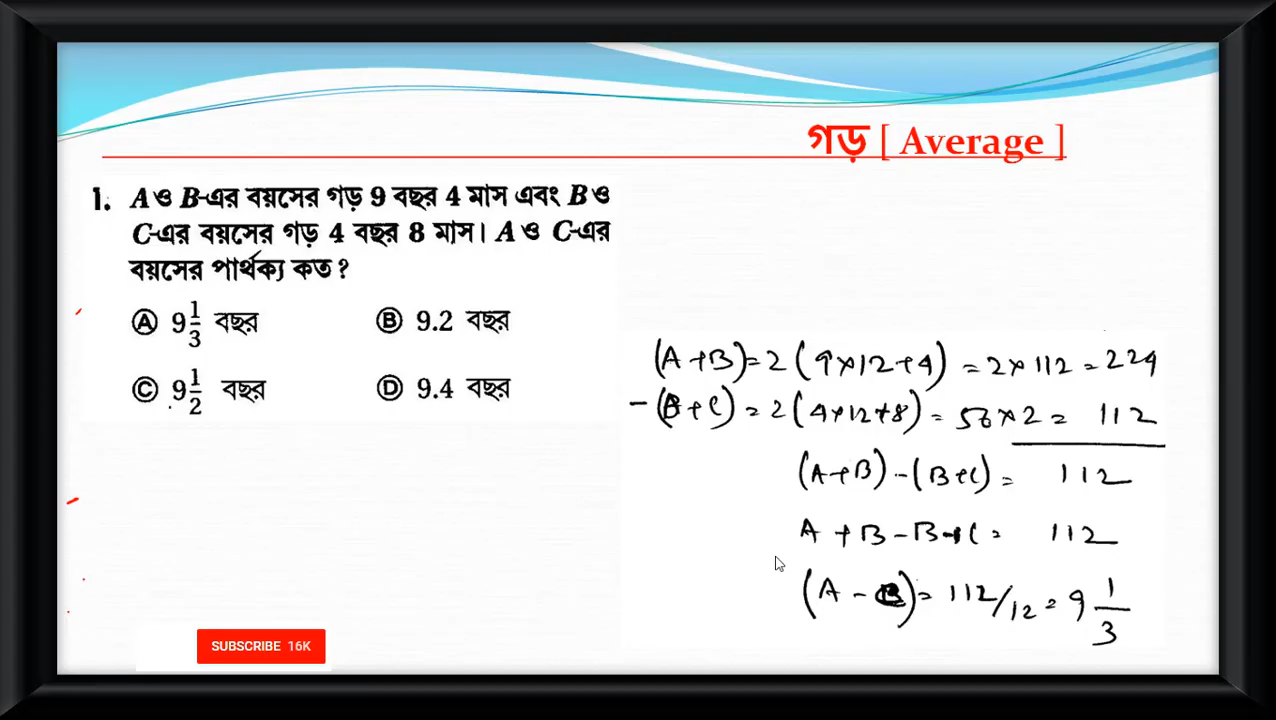 গড় [ Average ]
1. A ও B-এর বয়সের গড় 9 বছর 4 মাস এবং B ও
C-এর বয়সের গড় 4 বছর 8 মাস। A ও C-এর
বয়সের পার্থক্য কত?
Ⓐ 9 1/3 বছর Ⓑ 9.2 বছর
Ⓒ 9 1/2 বছর Ⓓ 9.4 বছর
(A+B)=2(9×12+4)=2×112=224
-(B+C)=2(4×12+8)=56×2=112
(A+B)-(B+C)=112
A+B-B-C=112
(A- )=112/12=9 1/3
SUBSCRIBE 16K